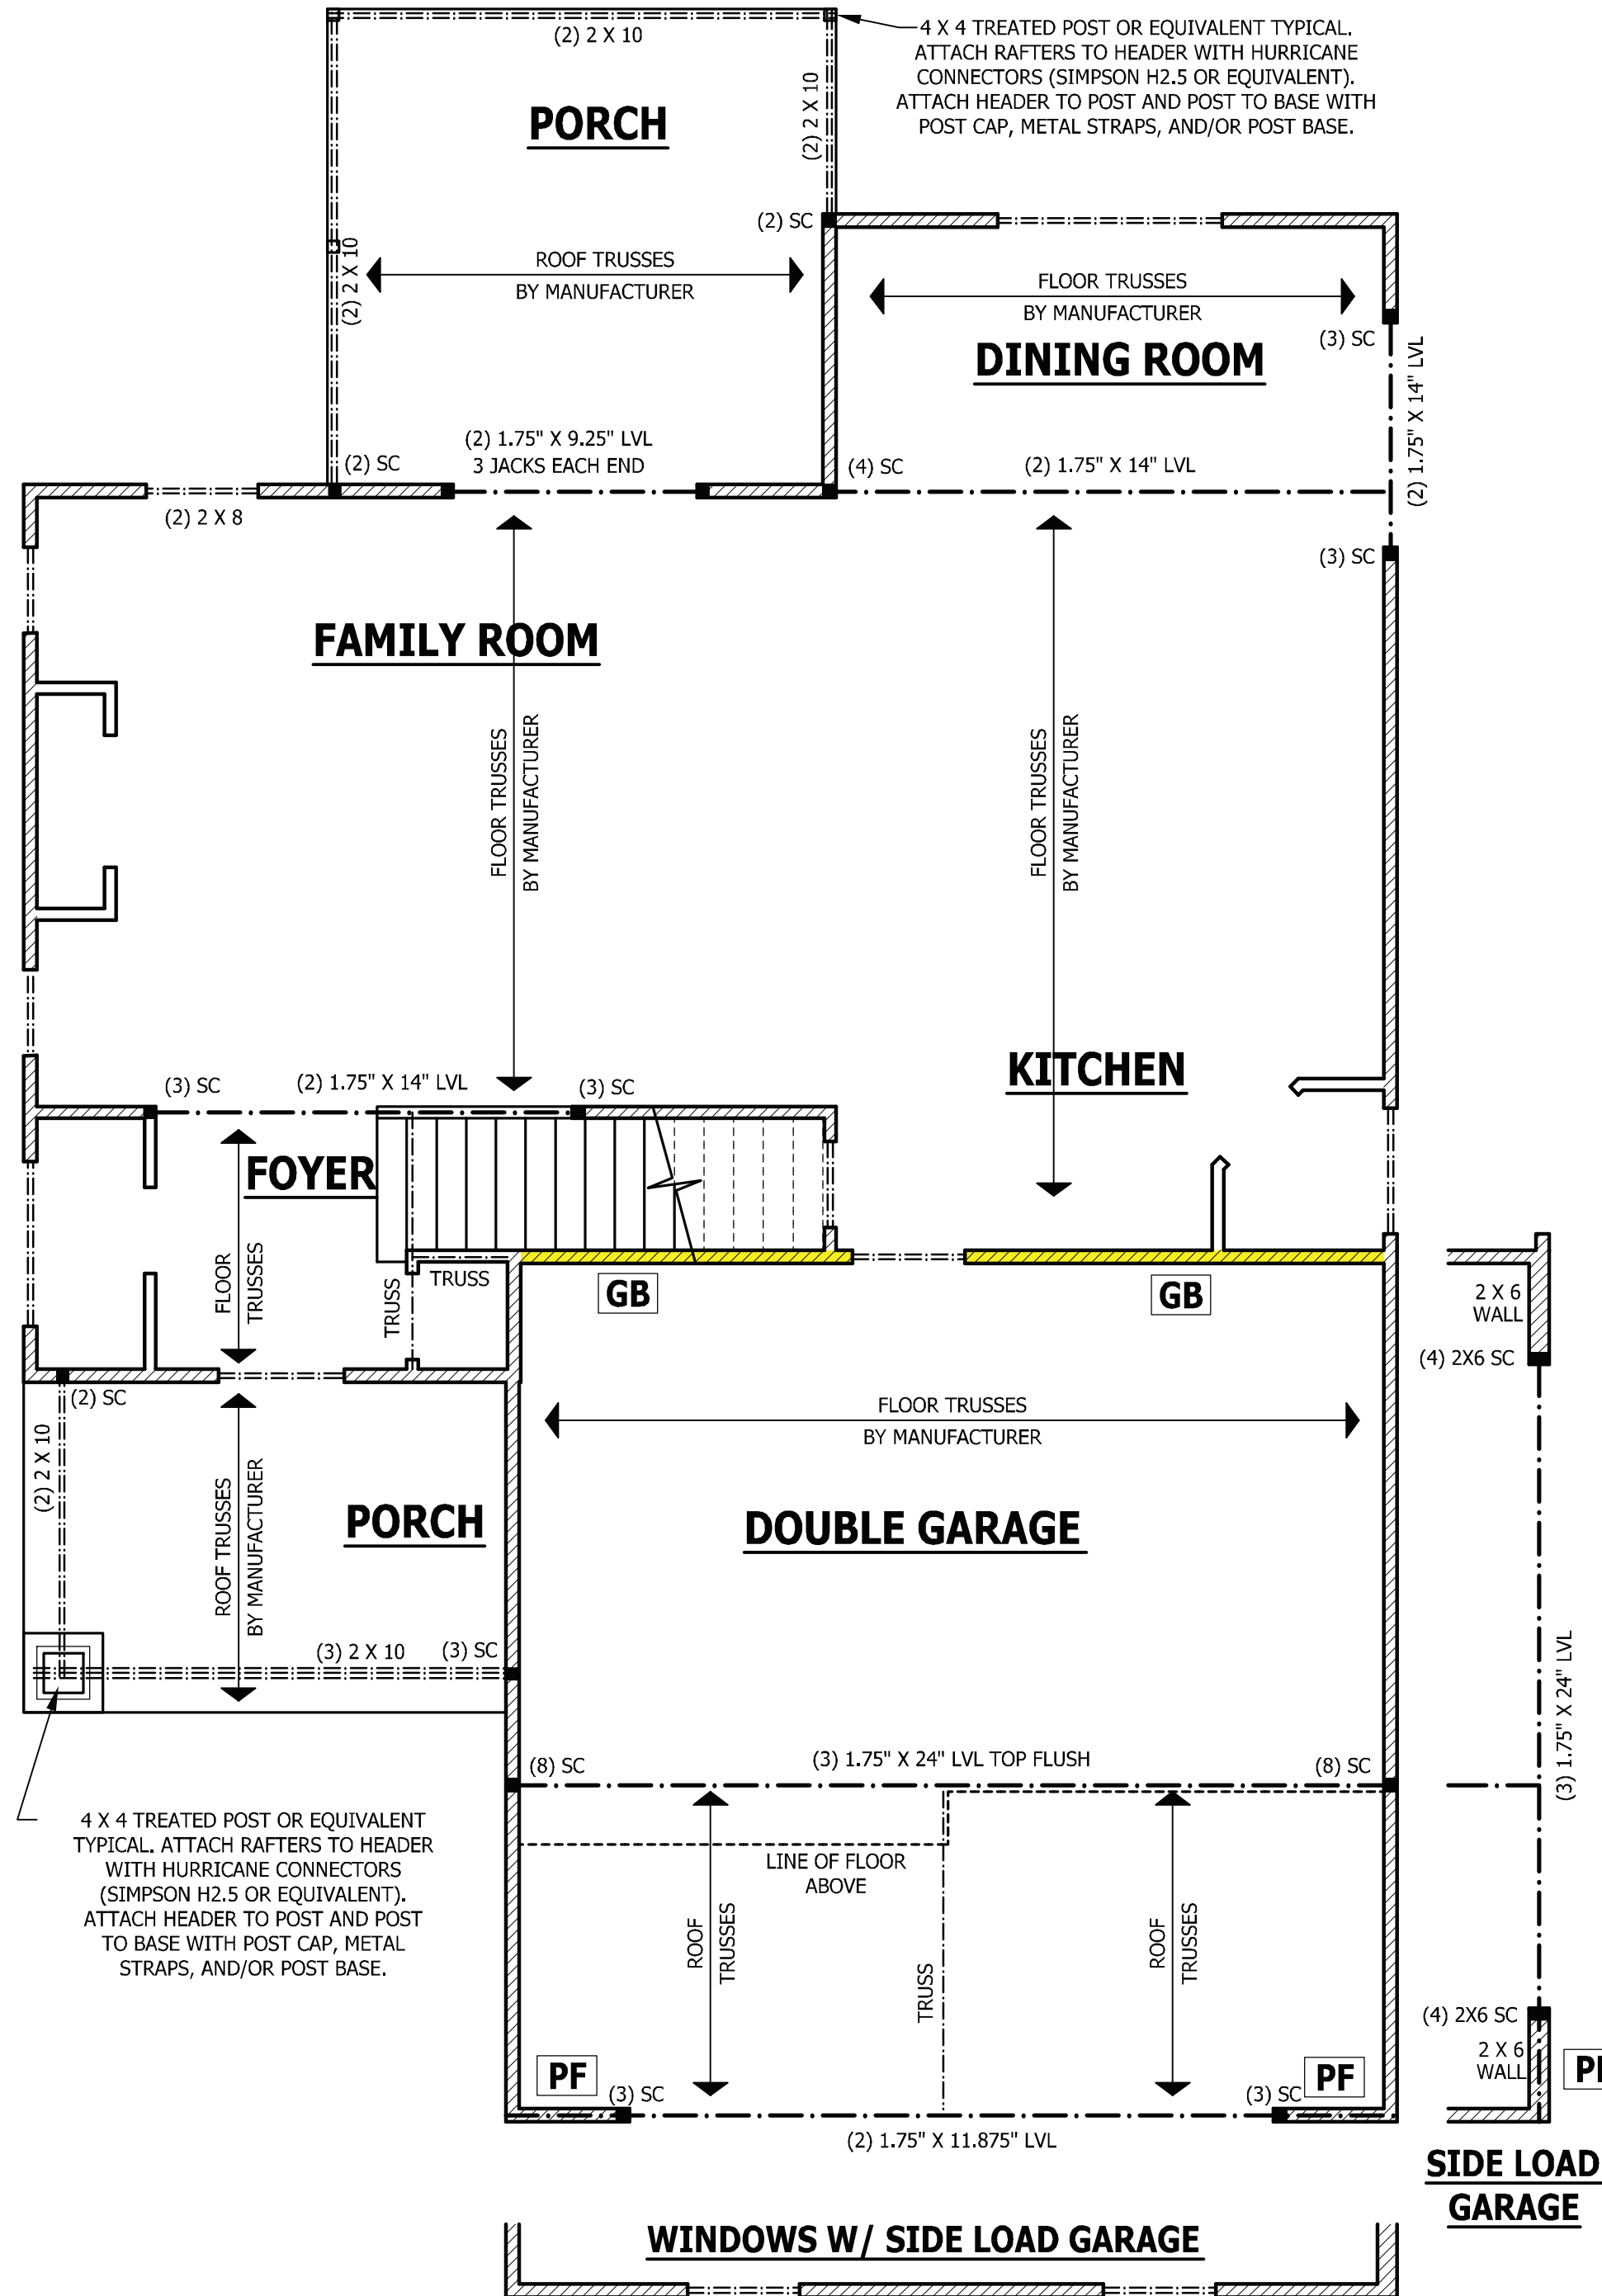 (2) 2 X 10
4 X 4 TREATED POST OR EQUIVALENT TYPICAL.
ATTACH RAFTERS TO HEADER WITH HURRICANE
CONNECTORS (SIMPSON H2.5 OR EQUIVALENT).
ATTACH HEADER TO POST AND POST TO BASE WITH
POST CAP, METAL STRAPS, AND/OR POST BASE.
(2) 2 X 10
PORCH
(2) SC
(2) 2 X 10
ROOF TRUSSES
BY MANUFACTURER
FLOOR TRUSSES
BY MANUFACTURER
DINING ROOM
(3) SC
(2) 1.75" X 14" LVL
(2) SC
(2) 1.75" X 9.25" LVL
3 JACKS EACH END
(4) SC
(2) 1.75" X 14" LVL
(2) 2 X 8
(3) SC
FAMILY ROOM
FLOOR TRUSSES
BY MANUFACTURER
FLOOR TRUSSES
BY MANUFACTURER
KITCHEN
(3) SC
(2) 1.75" X 14" LVL
(3) SC
FOYER
FLOOR
TRUSSES
TRUSS
TRUSS
GB
GB
2 X 6
WALL
(4) 2X6 SC
(2) SC
(2) 2 X 10
ROOF TRUSSES
BY MANUFACTURER
PORCH
FLOOR TRUSSES
BY MANUFACTURER
DOUBLE GARAGE
(3) 2 X 10
(3) SC
(3) 1.75" X 24" LVL
(8) SC
(3) 1.75" X 24" LVL TOP FLUSH
(8) SC
4 X 4 TREATED POST OR EQUIVALENT
TYPICAL. ATTACH RAFTERS TO HEADER
WITH HURRICANE CONNECTORS
(SIMPSON H2.5 OR EQUIVALENT).
ATTACH HEADER TO POST AND POST
TO BASE WITH POST CAP, METAL
STRAPS, AND/OR POST BASE.
LINE OF FLOOR
ABOVE
ROOF
TRUSSES
TRUSS
ROOF
TRUSSES
(4) 2X6 SC
2 X 6
WALL
PF
(3) SC
(3) SC
PF
(2) 1.75" X 11.875" LVL
SIDE LOAD
GARAGE
WINDOWS W/ SIDE LOAD GARAGE